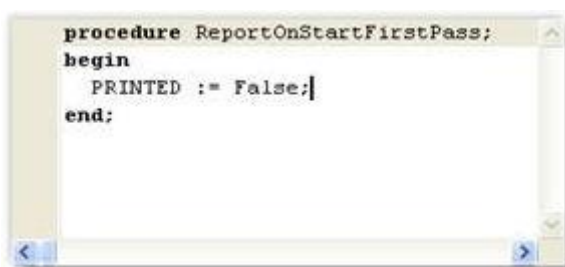 procedure ReportOnStartFirstPass;
begin
PRINTED := False;
end;